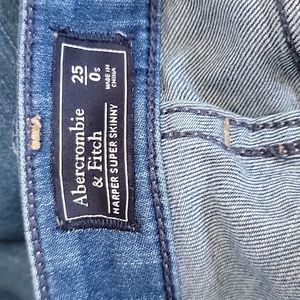 25
0s
MADE IN
CHINA
Abercrombie
& Fitch
HARPER SUPER SKINNY